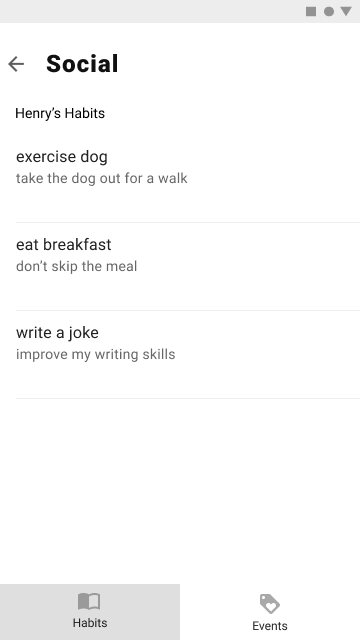 Social
Henry’s Habits
exercise dog
take the dog out for a walk
eat breakfast
don’t skip the meal
write a joke
improve my writing skills
Habits
Events